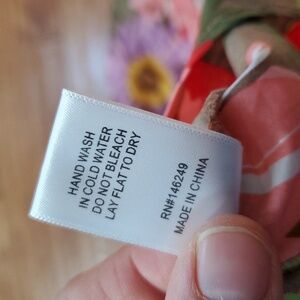 HAND WASH
IN COLD WATER
DO NOT BLEACH
LAY FLAT TO DRY
RN#146249
MADE IN CHINA